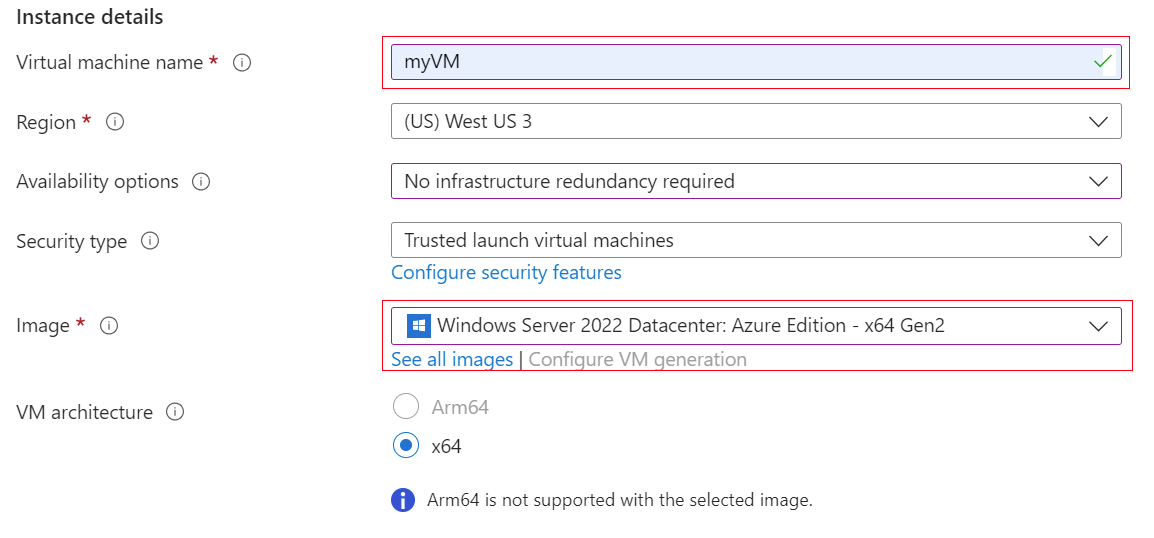 Instance details
Virtual machine name *
myVM
Region *
(US) West US 3
Availability options
No infrastructure redundancy required
Security type
Trusted launch virtual machines
Configure security features
Image *
Windows Server 2022 Datacenter: Azure Edition - x64 Gen2
See all images | Configure VM generation
VM architecture
Arm64
x64
Arm64 is not supported with the selected image.